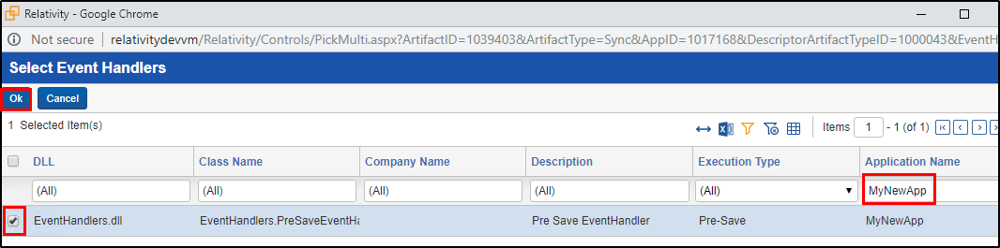 Relativity - Google Chrome
Not secure | relativitydevvm/Relativity/Controls/PickMulti.aspx?ArtifactID=1039403&ArtifactType=Sync&AppID=1017168&DescriptorArtifactTypeID=1000043&EventH
Select Event Handlers
Ok Cancel
1 Selected Item(s) Items 1 - 1 (of 1)
DLL Class Name Company Name Description Execution Type Application Name
(All) (All) (All) (All) (All) MyNewApp
EventHandlers.dll EventHandlers.PreSaveEventHa Pre Save EventHandler Pre-Save MyNewApp